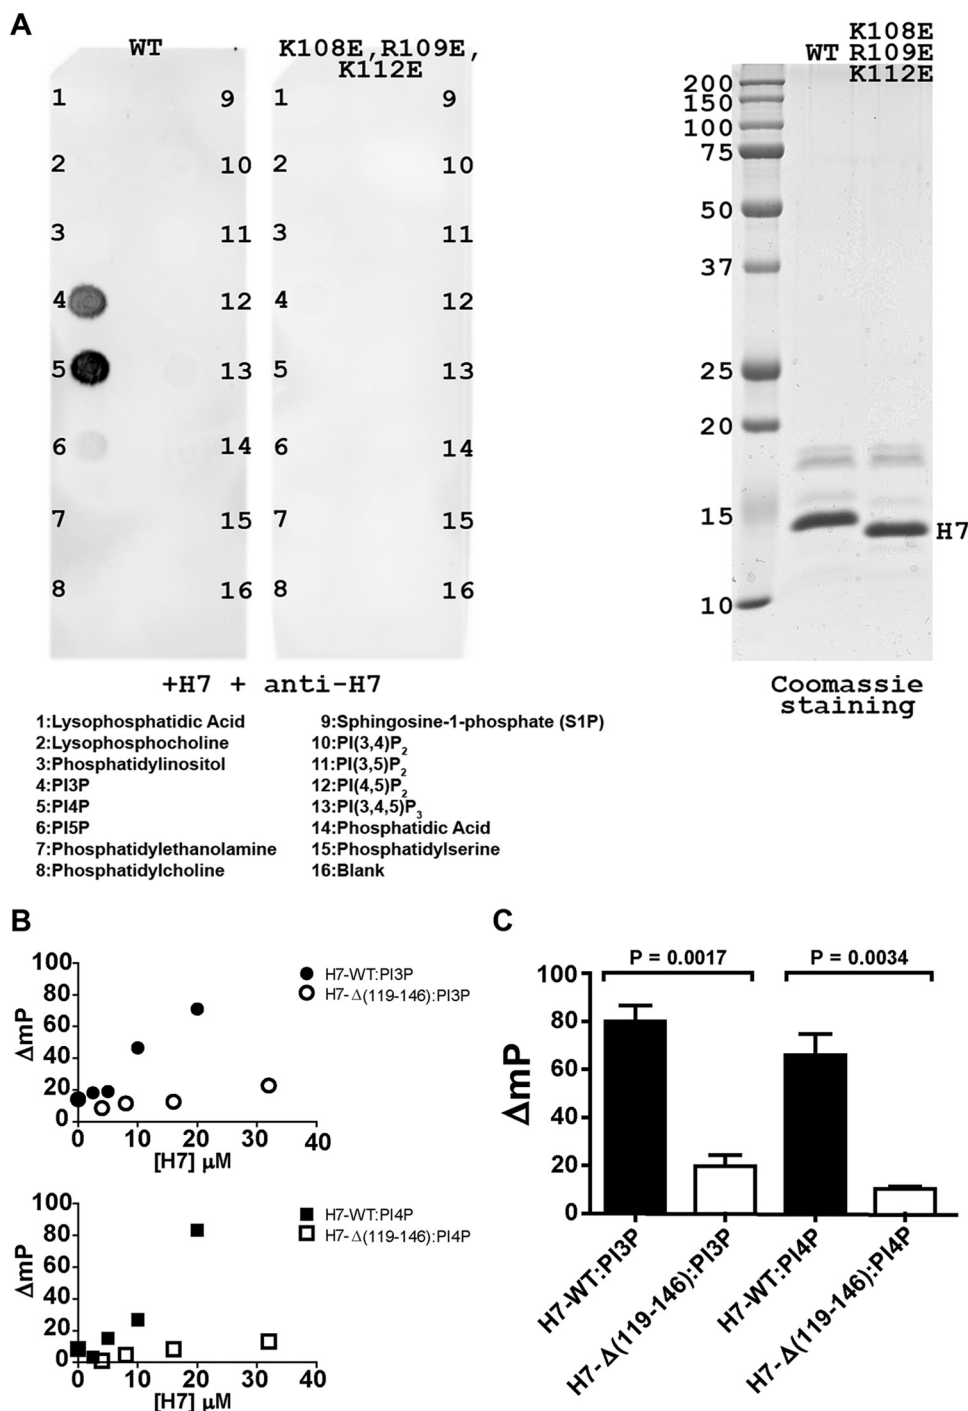 A
WT
K108E,R109E,
K112E
1
9
1
9
2
10
2
10
3
11
3
11
4
12
4
12
5
13
5
13
6
14
6
14
7
15
7
15
8
16
8
16
+H7 + anti-H7
K108E
WT R109E
K112E
200
150
100
75
50
37
25
20
15
H7
10
Coomassie
staining
1:Lysophosphatidic Acid
2:Lysophosphocholine
3:Phosphatidylinositol
4:PI3P
5:PI4P
6:PI5P
7:Phosphatidylethanolamine
8:Phosphatidylcholine
9:Sphingosine-1-phosphate (S1P)
10:PI(3,4)P2
11:PI(3,5)P2
12:PI(4,5)P2
13:PI(3,4,5)P3
14:Phosphatidic Acid
15:Phosphatidylserine
16:Blank
B
100
80
60
40
20
0
ΔmP
0 10 20 30 40
[H7] µM
H7-WT:PI3P
H7-Δ(119-146):PI3P
100
80
60
40
20
0
ΔmP
0 10 20 30 40
[H7] µM
H7-WT:PI4P
H7-Δ(119-146):PI4P
C
P = 0.0017
P = 0.0034
100
80
60
40
20
0
ΔmP
H7-WT:PI3P
H7-Δ(119-146):PI3P
H7-WT:PI4P
H7-Δ(119-146):PI4P